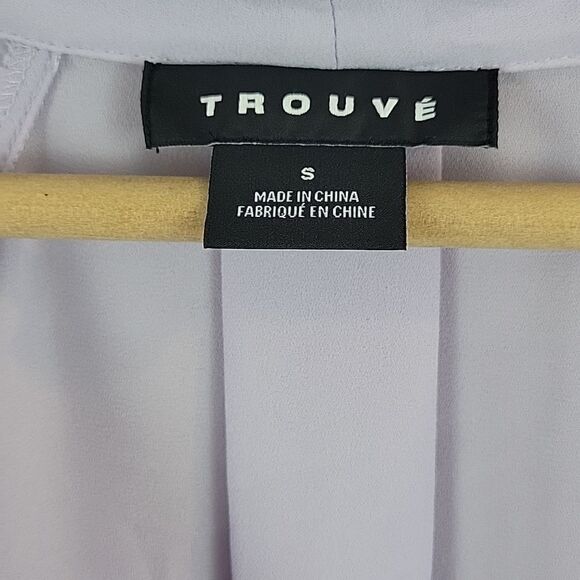 TROUVÉ
S
MADE IN CHINA
FABRIQUÉ EN CHINE